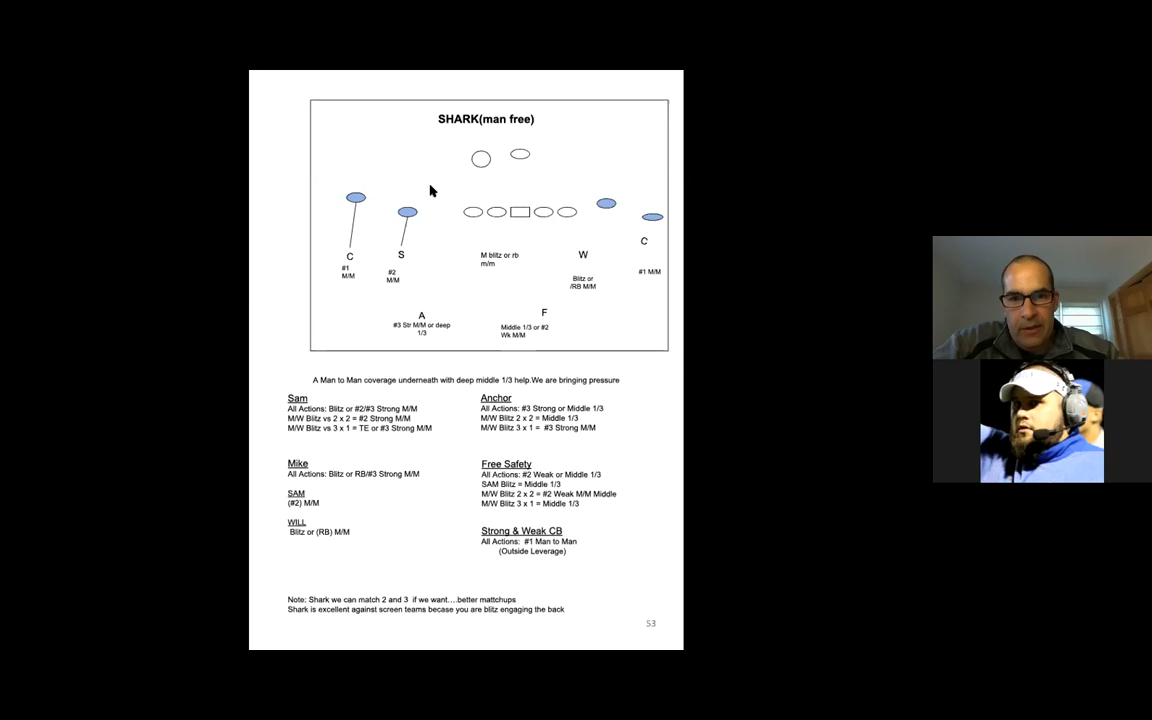 SHARK(man free)
C
#1
M/M
S
#2
M/M
M blitz or rb
m/m
W
Blitz or
/RB M/M
C
#1 M/M
A
#3 Str M/M or deep
1/3
F
Middle 1/3 or #2
Wk M/M
A Man to Man coverage underneath with deep middle 1/3 help.We are bringing pressure
Sam
All Actions: Blitz or #2/#3 Strong M/M
M/W Blitz vs 2 x 2 = #2 Strong M/M
M/W Blitz vs 3 x 1 = TE or #3 Strong M/M
Mike
All Actions: Blitz or RB/#3 Strong M/M
SAM
(#2) M/M
WILL
Blitz or (RB) M/M
Anchor
All Actions: #3 Strong or Middle 1/3
M/W Blitz 2 x 2 = Middle 1/3
M/W Blitz 3 x 1 = #3 Strong M/M
Free Safety
All Actions: #2 Weak or Middle 1/3
SAM Blitz = Middle 1/3
M/W Blitz 2 x 2 = #2 Weak M/M Middle
M/W Blitz 3 x 1 = Middle 1/3
Strong & Weak CB
All Actions: #1 Man to Man
(Outside Leverage)
Note: Shark we can match 2 and 3 if we want....better mattchups
Shark is excellent against screen teams becase you are blitz engaging the back
53